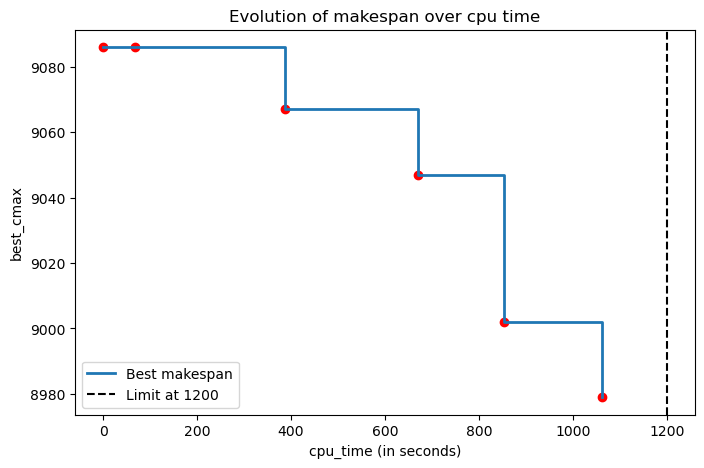 Evolution of makespan over cpu time
best_cmax
9080
9060
9040
9020
9000
8980
Best makespan
Limit at 1200
0
200
400
600
800
1000
1200
cpu_time (in seconds)